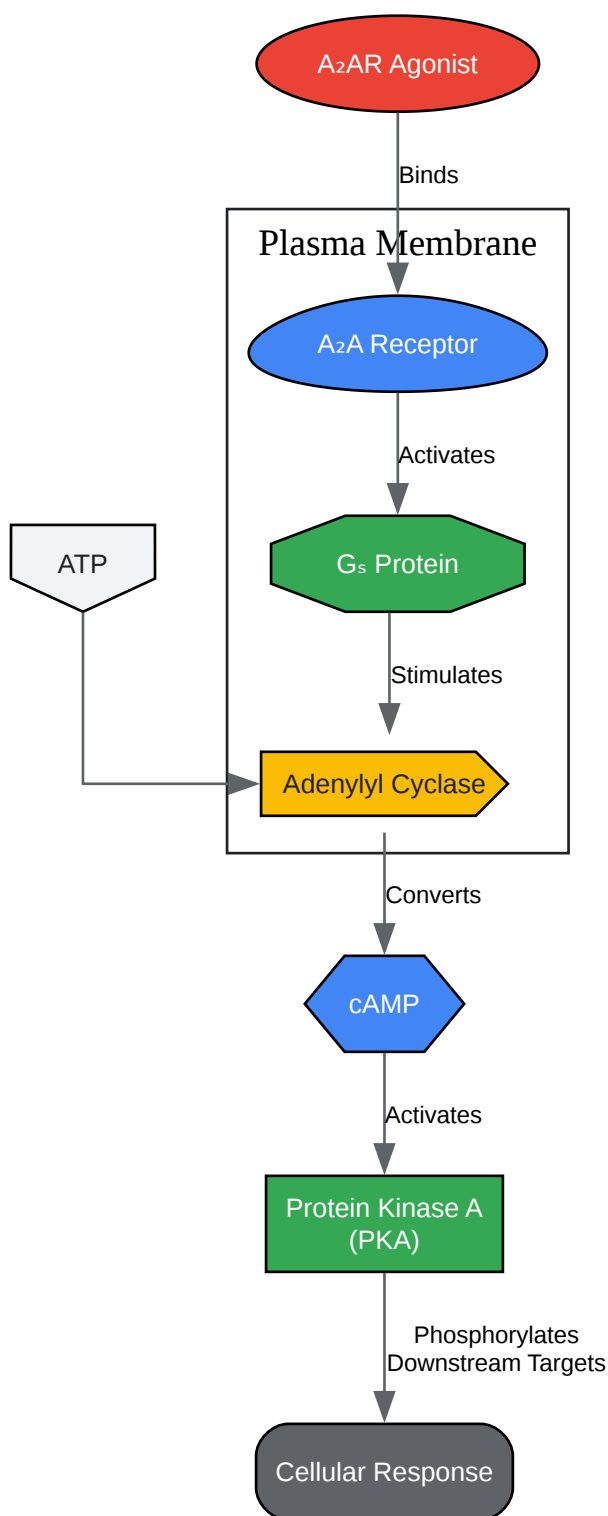 A₂AR Agonist
Binds
Plasma Membrane
A₂A Receptor
Activates
Gₛ Protein
ATP
Stimulates
Adenylyl Cyclase
Converts
cAMP
Activates
Protein Kinase A
(PKA)
Phosphorylates
Downstream Targets
Cellular Response